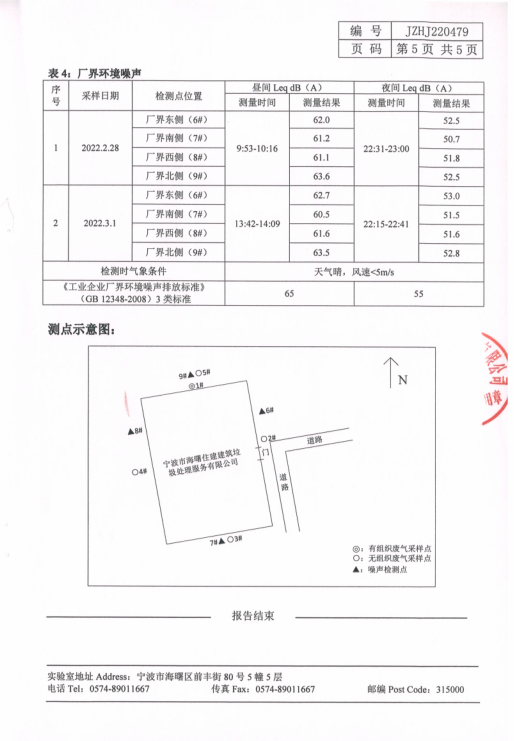 编 号 JZHJ220479
页 码 第 5 页 共 5 页
表 4：厂界环境噪声
序号 采样日期 检测点位置 昼间 Leq dB（A） 夜间 Leq dB（A）
测量时间 测量结果 测量时间 测量结果
1 2022.2.28 厂界东侧（6#） 9:53-10:16 62.0 22:31-23:00 52.5
厂界南侧（7#） 61.2 50.7
厂界西侧（8#） 61.1 51.8
厂界北侧（9#） 63.6 52.5
2 2022.3.1 厂界东侧（6#） 13:42-14:09 62.7 22:15-22:41 53.0
厂界南侧（7#） 60.5 51.5
厂界西侧（8#） 61.6 51.6
厂界北侧（9#） 63.5 52.8
检测时气象条件 天气晴，风速<5m/s
《工业企业厂界环境噪声排放标准》
（GB 12348-2008）3 类标准 65 55
测点示意图：
9#▲○5#
◎1#
N
▲6#
▲8#
○2#
道路
门
宁波市海曙住建建筑垃
圾处理服务有限公司
○4#
道
路
7#▲○3#
◎：有组织废气采样点
○：无组织废气采样点
▲：噪声检测点
报告结束
实验室地址 Address：宁波市海曙区前丰街 80 号 5 幢 5 层
电话 Tel：0574-89011667 传真 Fax：0574-89011667 邮编 Post Code：315000
限公司
章